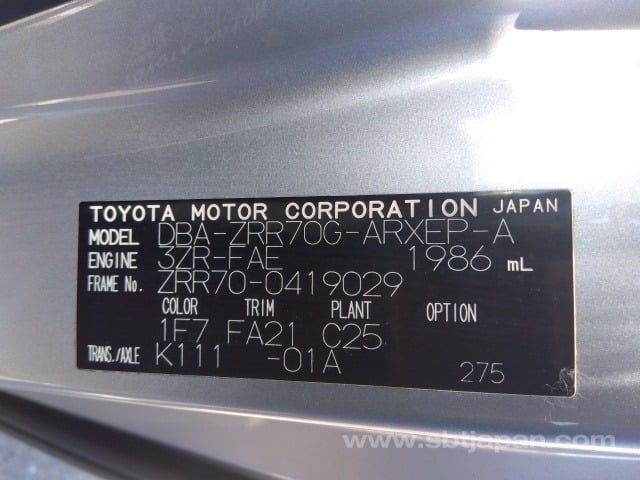 TOYOTA MOTOR CORPORATION JAPAN
MODEL DBA-ZRR70G-ARXEP-A
ENGINE 3ZR-FAE 1986 mL
FRAME No. ZRR70-0419029
COLOR TRIM PLANT OPTION
1F7 FA21 C25
TRANS./AXLE K111 -01A 275
www.sbtjapan.com